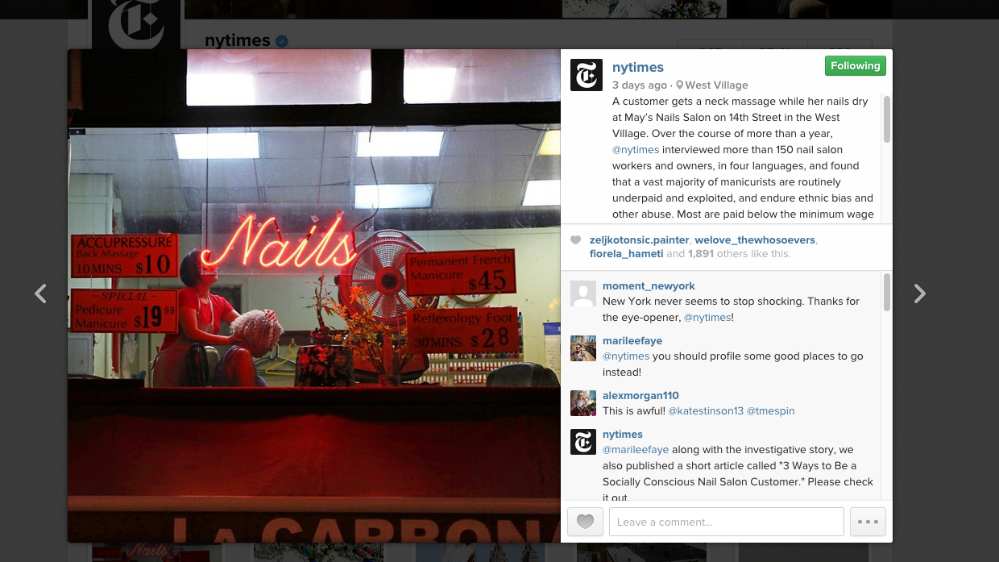 nytimes
nytimes
Following
3 days ago · West Village
A customer gets a neck massage while her nails dry
at May's Nails Salon on 14th Street in the West
Village. Over the course of more than a year,
@nytimes interviewed more than 150 nail salon
workers and owners, in four languages, and found
that a vast majority of manicurists are routinely
underpaid and exploited, and endure ethnic bias and
other abuse. Most are paid below the minimum wage
Nails
ACCUPRESSURE
Back Massage
10 MINS $10
– SPECIAL –
Pedicure
Manicure $19 99
Permanent French
Manicure
$45
Reflexology Foot
30 MINS $28
LA CARBONA
zeljkotonsic.painter, welove_thewhosoevers,
fiorela_hameti and 1,891 others like this.
moment_newyork
New York never seems to stop shocking. Thanks for
the eye-opener, @nytimes!
marileefaye
@nytimes you should profile some good places to go
instead!
alexmorgan110
This is awful! @katestinson13 @tmespin
nytimes
@marileefaye along with the investigative story, we
also published a short article called "3 Ways to Be a
Socially Conscious Nail Salon Customer." Please check
it out.
Leave a comment...
Nails